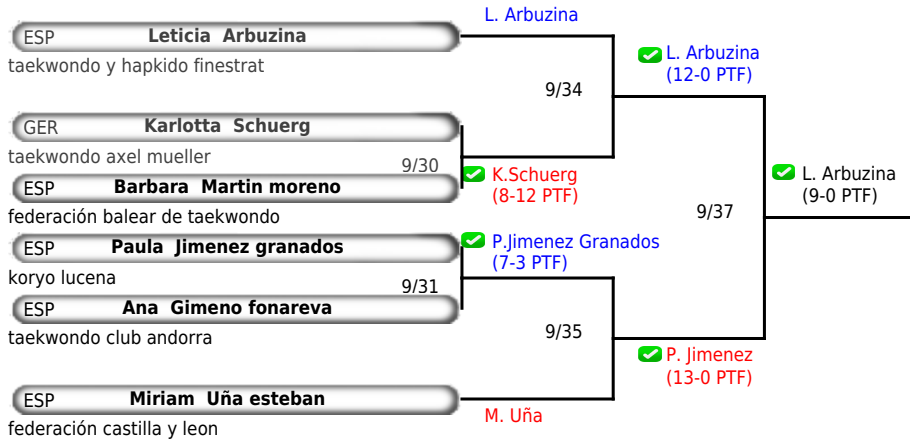 L. Arbuzina
ESP Leticia Arbuzina
taekwondo y hapkido finestrat
L. Arbuzina
(12-0 PTF)
9/34
GER Karlotta Schuerg
taekwondo axel mueller
9/30
K.Schuerg
(8-12 PTF)
ESP Barbara Martin moreno
federación balear de taekwondo
L. Arbuzina
(9-0 PTF)
9/37
ESP Paula Jimenez granados
P.Jimenez Granados
(7-3 PTF)
koryo lucena
9/31
ESP Ana Gimeno fonareva
taekwondo club andorra
9/35
P. Jimenez
(13-0 PTF)
ESP Miriam Uña esteban
M. Uña
federación castilla y leon